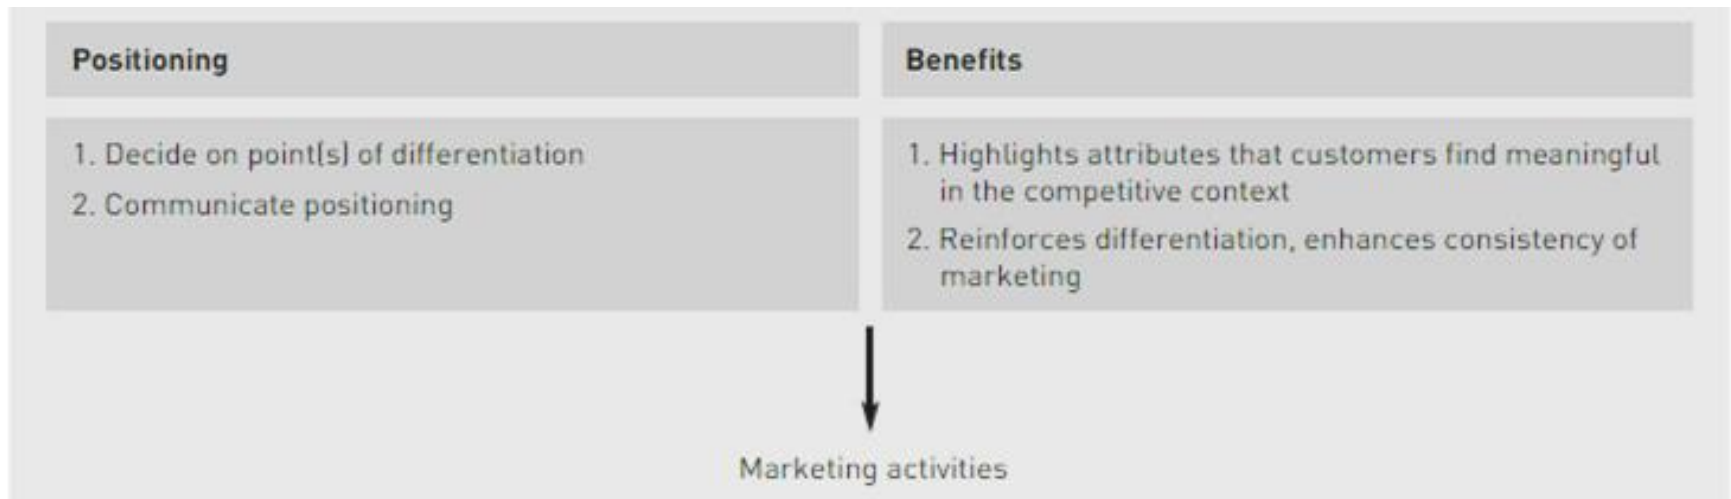 Positioning
Benefits
1. Decide on point(s) of differentiation
2. Communicate positioning
1. Highlights attributes that customers find meaningful
in the competitive context
2. Reinforces differentiation, enhances consistency of
marketing
Marketing activities